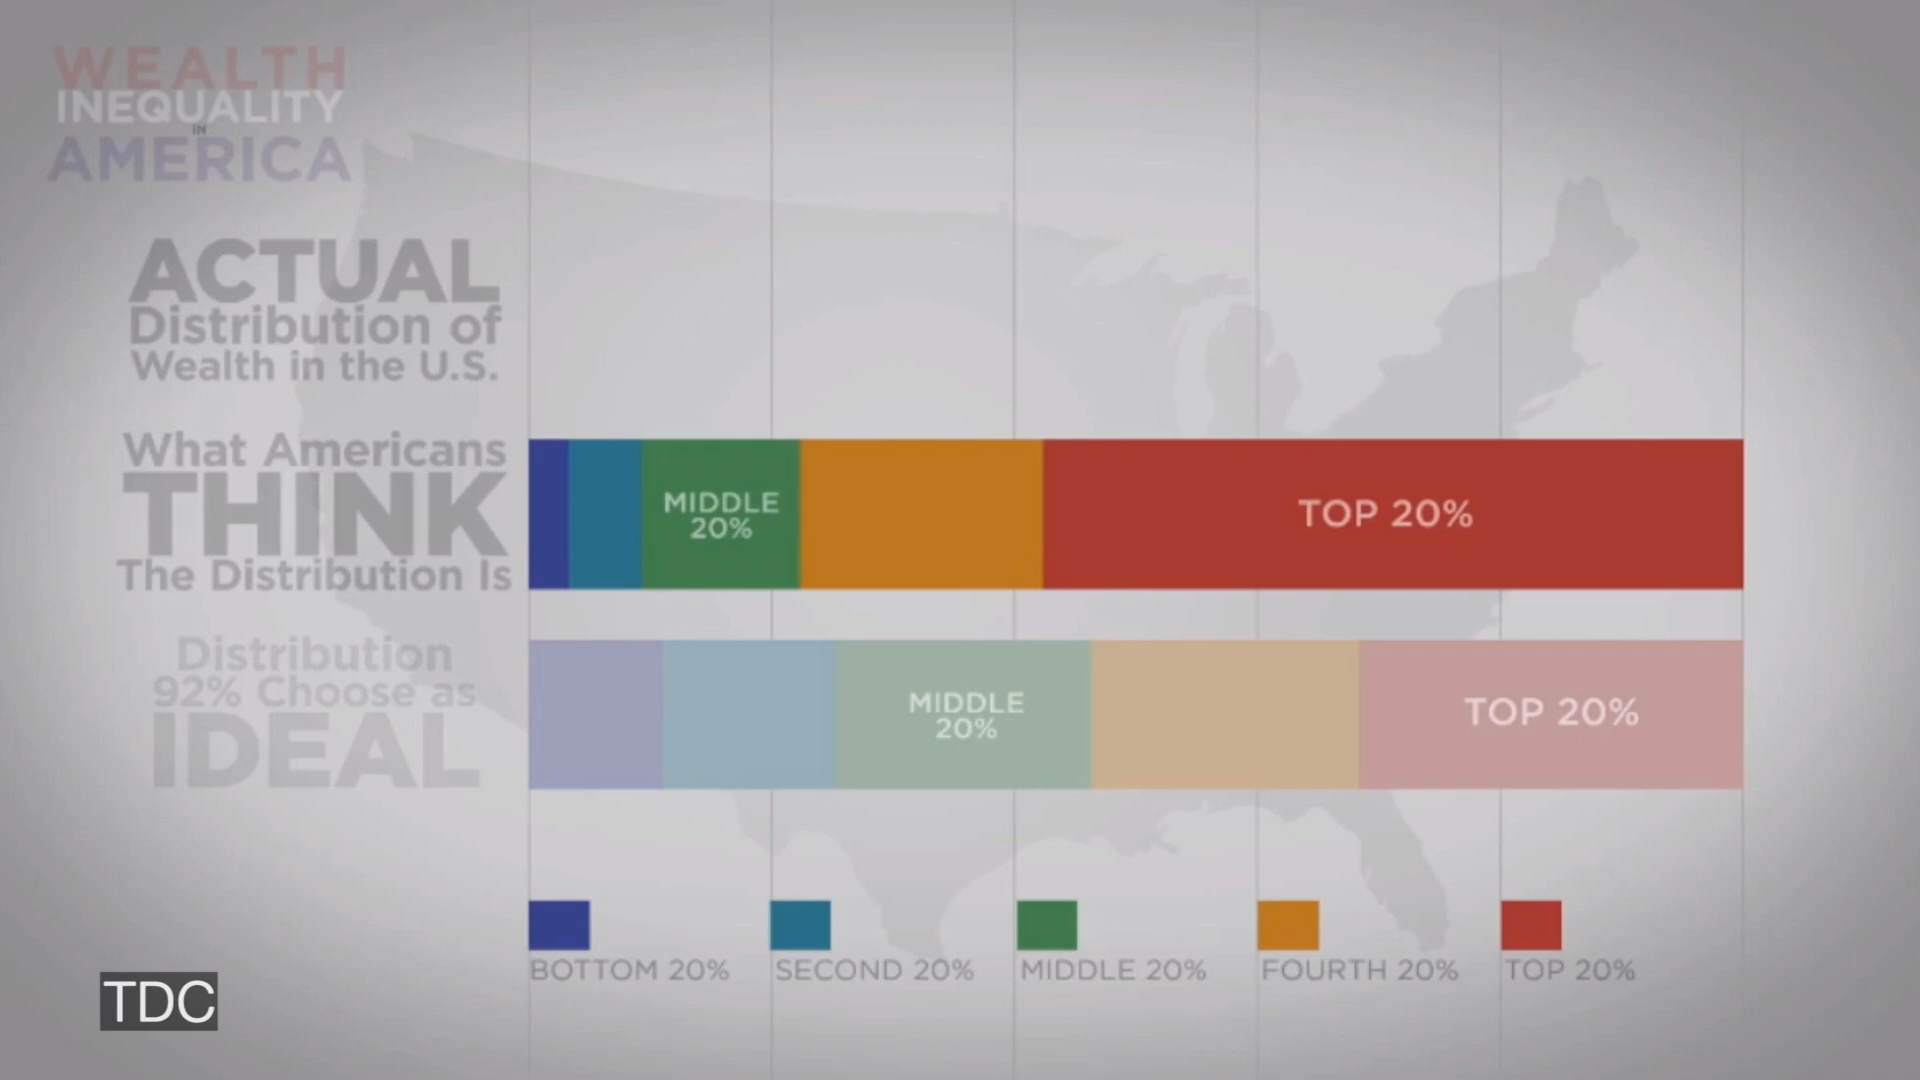 WEALTH
INEQUALITY
IN
AMERICA
ACTUAL
Distribution of
Wealth in the U.S.
What Americans
THINK
The Distribution Is
MIDDLE
20%
TOP 20%
Distribution
92% Choose as
IDEAL
MIDDLE
20%
TOP 20%
BOTTOM 20%
SECOND 20%
MIDDLE 20%
FOURTH 20%
TOP 20%
TDC